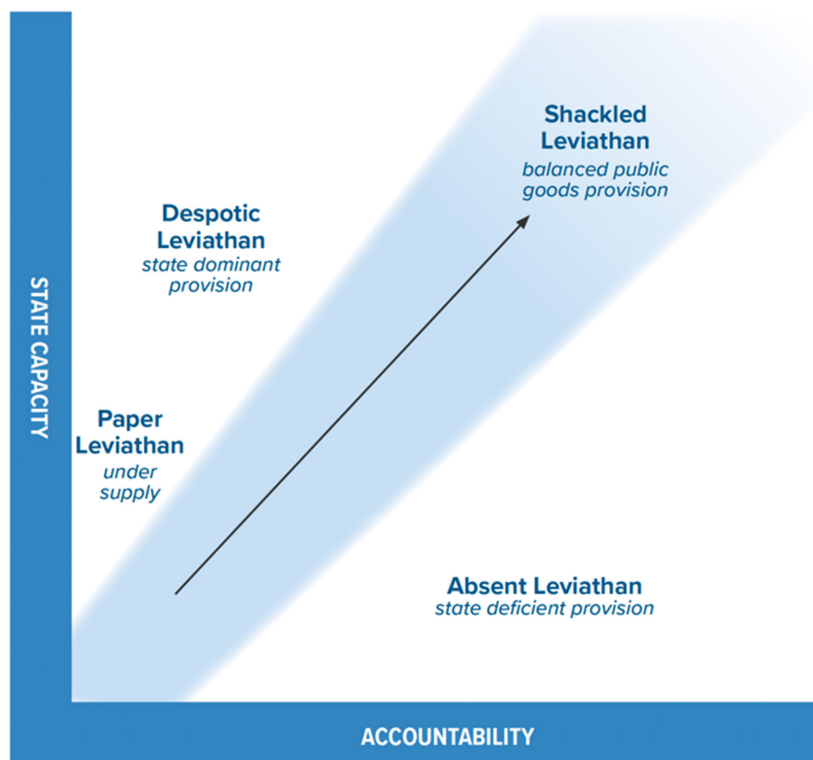 Shackled
Leviathan
balanced public
goods provision
Despotic
Leviathan
state dominant
provision
STATE CAPACITY
Paper
Leviathan
under
supply
Absent Leviathan
state deficient provision
ACCOUNTABILITY